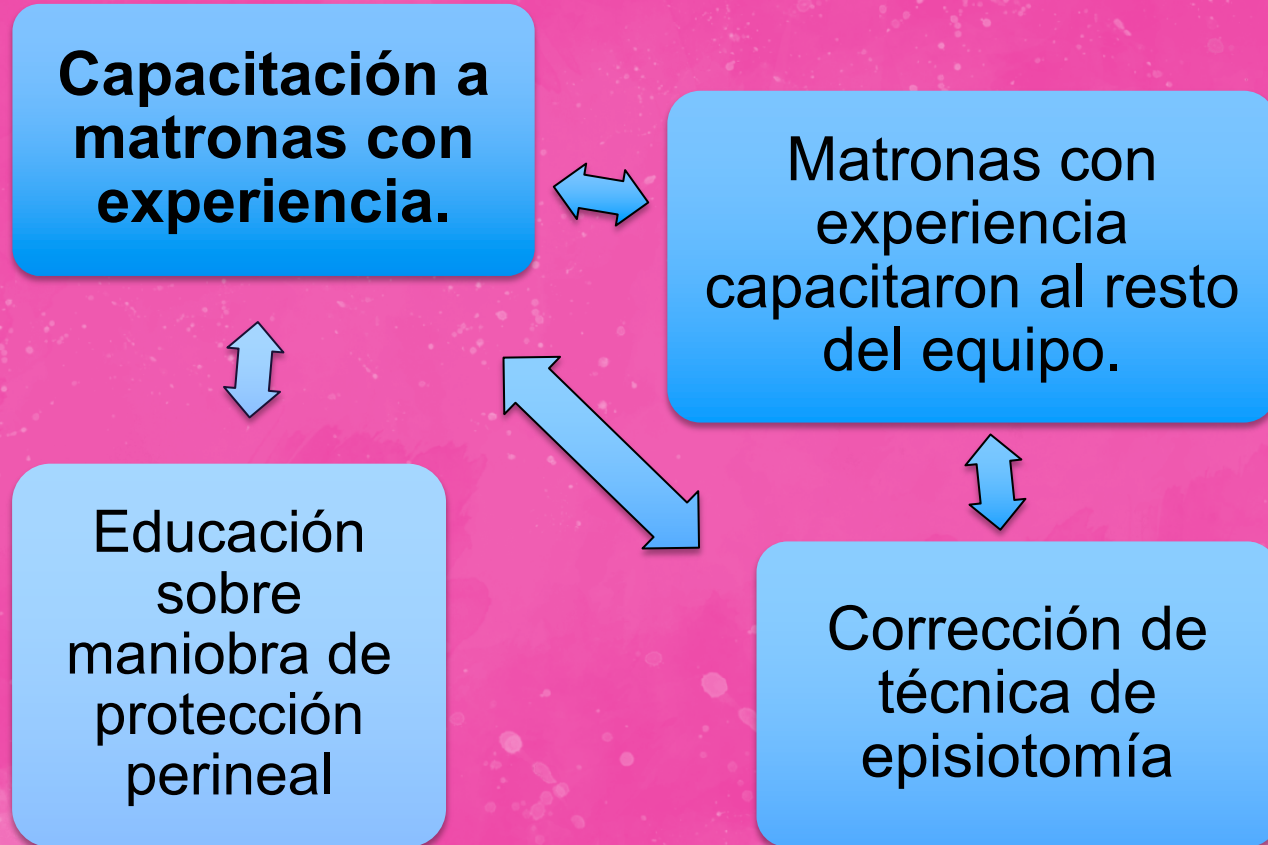 Capacitación a
matronas con
experiencia.
Matronas con
experiencia
capacitaron al resto
del equipo.
Educación
sobre
maniobra de
protección
perineal
Corrección de
técnica de
episiotomía